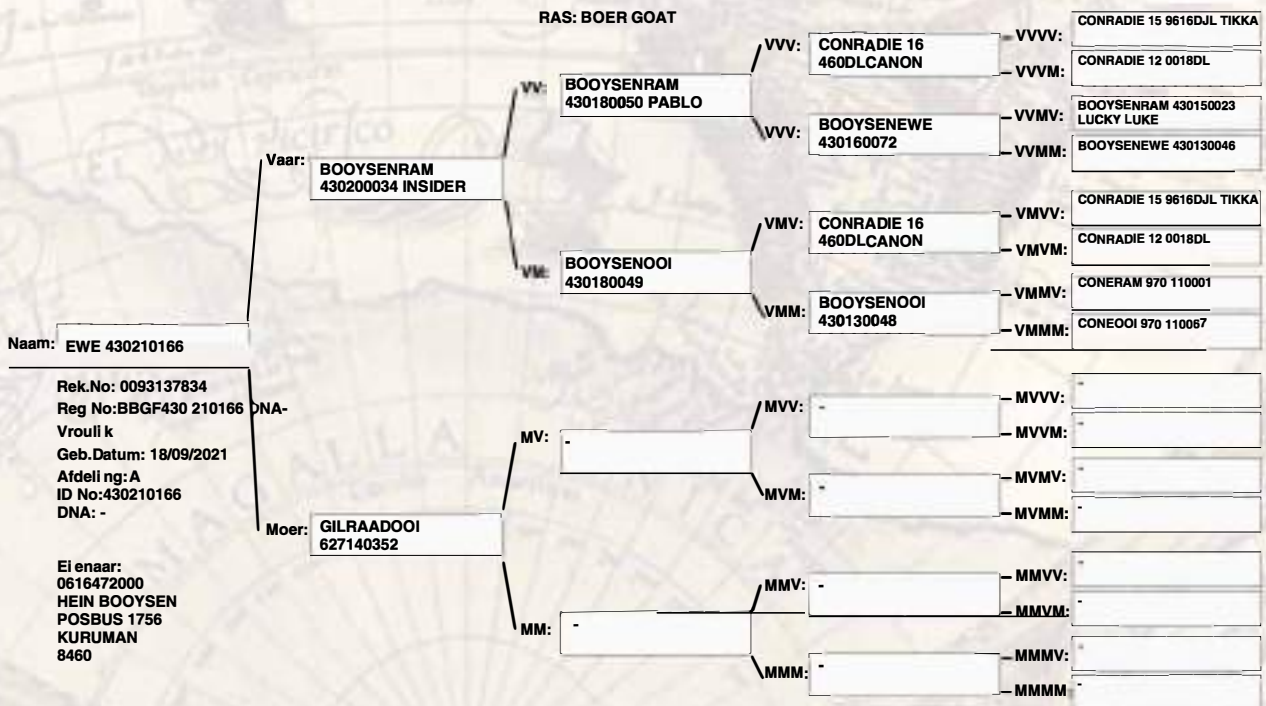 RAS: BOER GOAT
Naam: EWE 430210166
Rek.No: 0093137834
Reg No:BBGF430 210166 DNA-
Vrouli k
Geb.Datum: 18/09/2021
Afdeli ng:A
ID No:430210166
DNA: -
Ei enaar:
0616472000
HEIN BOOYSEN
POSBUS 1756
KURUMAN
8460
Vaar: BOOYSENRAM
430200034 INSIDER
Moer: GILRAADOOI
627140352
VV: BOOYSENRAM
430180050 PABLO
VM: BOOYSENOOI
430180049
MV: -
MM: -
VVV: CONRADIE 16
460DLCANON
VVV: BOOYSENEWE
430160072
VMV: CONRADIE 16
460DLCANON
VMM: BOOYSENOOI
430130048
MVV: -
MVM: -
MMV: -
MMM: -
VVVV: CONRADIE 15 9616DJL TIKKA
VVVM: CONRADIE 12 0018DL
VVMV: BOOYSENRAM 430150023
LUCKY LUKE
VVMM: BOOYSENEWE 430130046
VMVV: CONRADIE 15 9616DJL TIKKA
VMVM: CONRADIE 12 0018DL
VMMV: CONERAM 970 110001
VMMM: CONEOOI 970 110067
MVVV: -
MVVM: -
MVMV: -
MVMM: -
MMVV: -
MMVM: -
MMMV: -
MMMM -